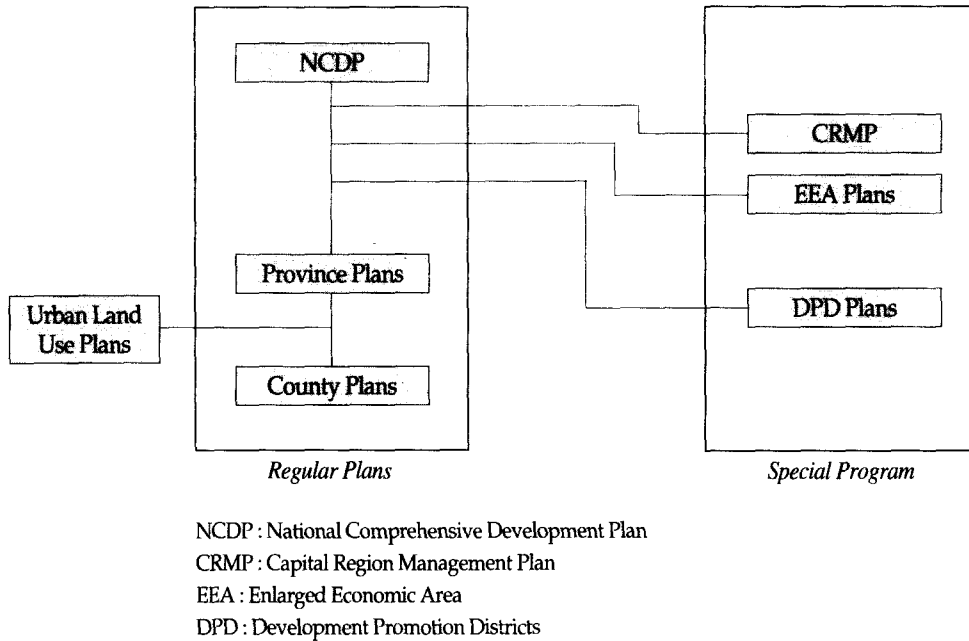 NCDP
CRMP
EEA Plans
Province Plans
DPD Plans
Urban Land
Use Plans
County Plans
Regular Plans
Special Program
NCDP : National Comprehensive Development Plan
CRMP : Capital Region Management Plan
EEA : Enlarged Economic Area
DPD : Development Promotion Districts